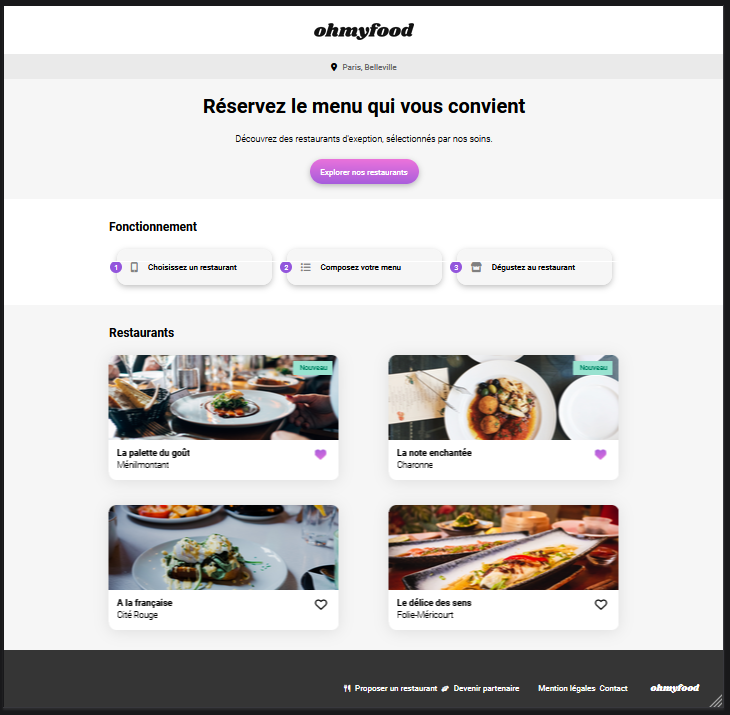 ohmyfood
Paris, Belleville
Réservez le menu qui vous convient
Découvrez des restaurants d'exeption, sélectionnés par nos soins.
Explorer nos restaurants
Fonctionnement
1 Choisissez un restaurant
2 Composez votre menu
3 Dégustez au restaurant
Restaurants
Nouveau
La palette du goût
Ménilmontant
Nouveau
La note enchantée
Charonne
A la française
Cité Rouge
Le délice des sens
Folie-Méricourt
Proposer un restaurant Devenir partenaire Mention légales Contact ohmyfood